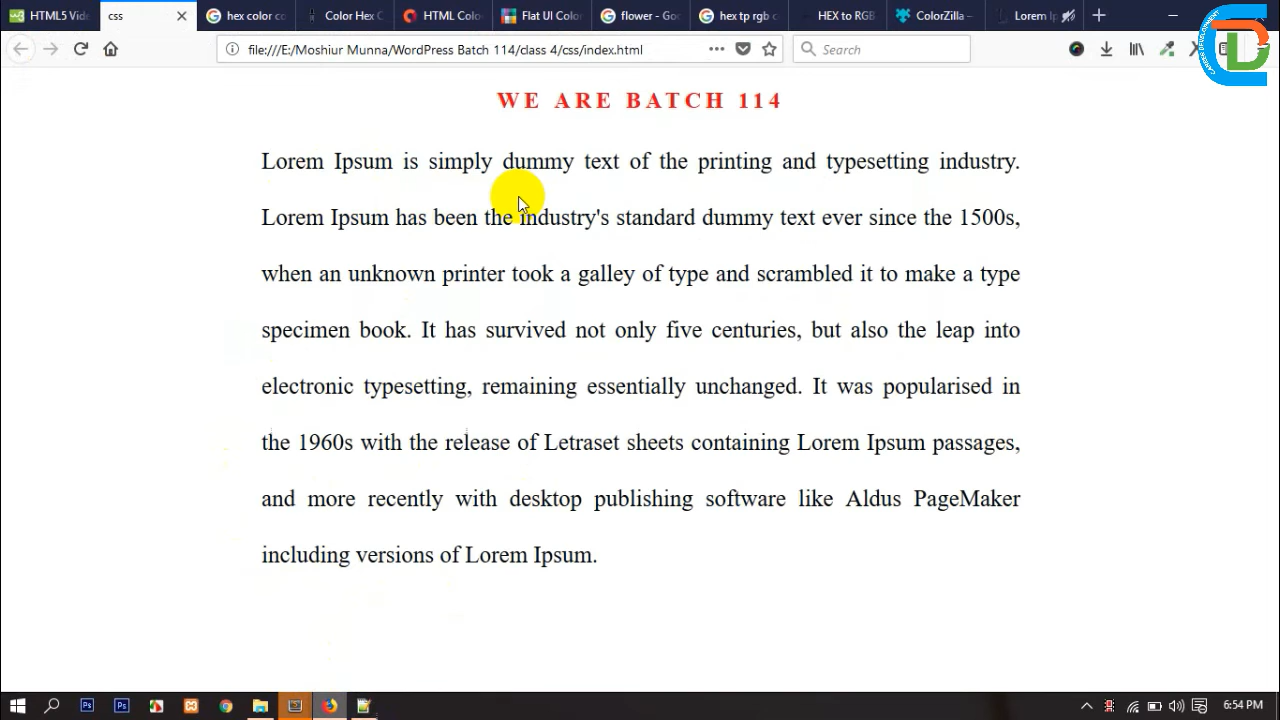 HTML5 Vide
css
hex color co
Color Hex C
HTML Colo
Flat UI Color
flower - Goo
hex tp rgb c
HEX to RGB
ColorZilla –
Lorem Ip
file:///E:/Moshiur Munna/WordPress Batch 114/class 4/css/index.html
Search
WE ARE BATCH 114
Lorem Ipsum is simply dummy text of the printing and typesetting industry.
Lorem Ipsum has been the industry's standard dummy text ever since the 1500s,
when an unknown printer took a galley of type and scrambled it to make a type
specimen book. It has survived not only five centuries, but also the leap into
electronic typesetting, remaining essentially unchanged. It was popularised in
the 1960s with the release of Letraset sheets containing Lorem Ipsum passages,
and more recently with desktop publishing software like Aldus PageMaker
including versions of Lorem Ipsum.
6:54 PM